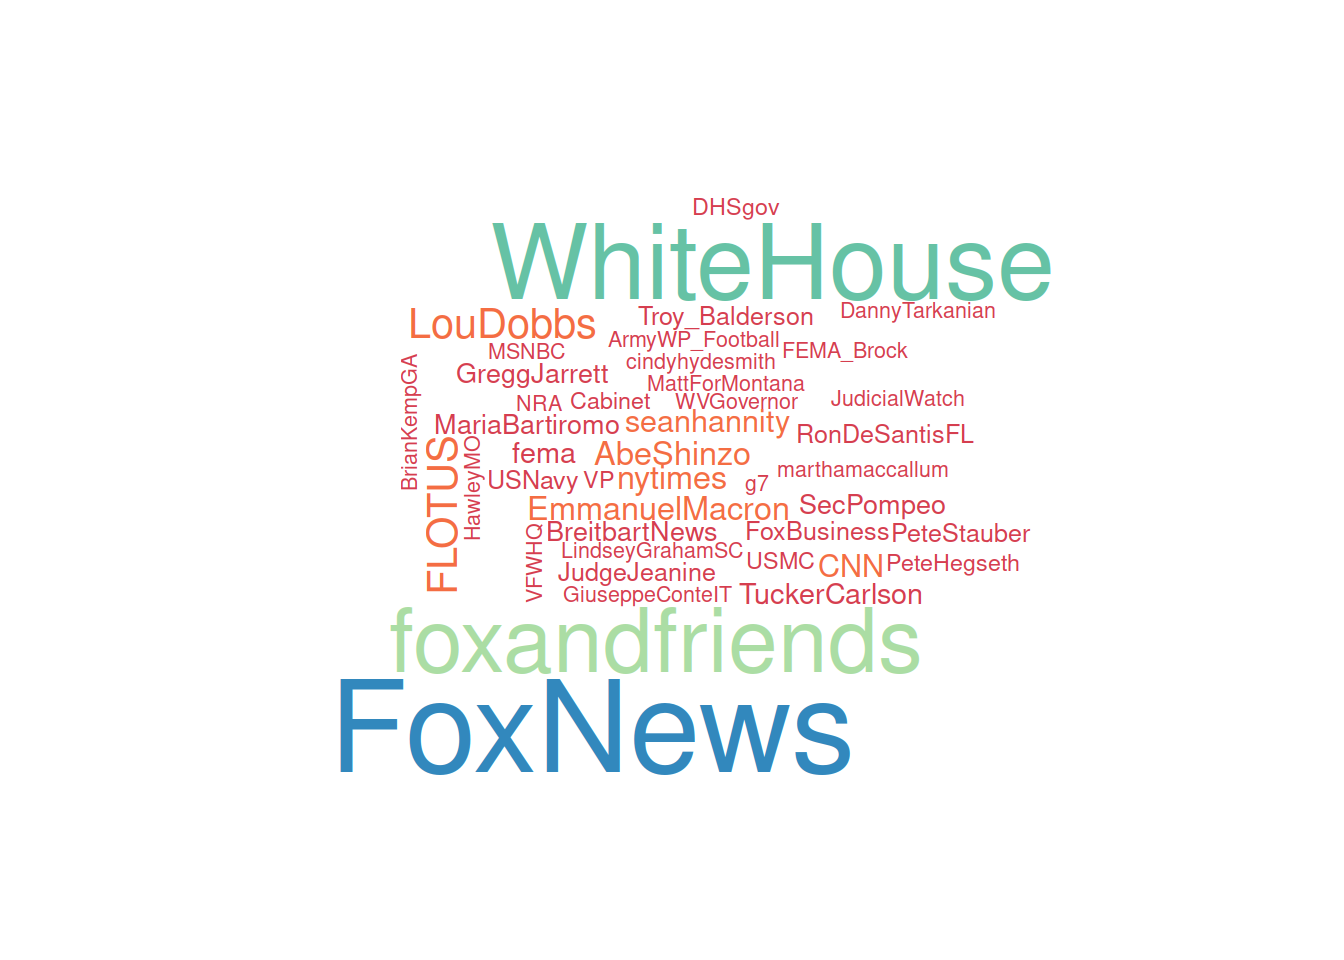 DHSgov
WhiteHouse
LouDobbs
Troy_Balderson
DannyTarkanian
MSNBC
ArmyWP_Football
FEMA_Brock
cindyhydesmith
GreggJarrett
MattForMontana
BrianKempGA
NRA
Cabinet
WVGovernor
JudicialWatch
MariaBartiromo
seanhannity
RonDeSantisFL
FLOTUS
HawleyMO
fema
AbeShinzo
marthamaccallum
USNavy
VP
nytimes
g7
EmmanuelMacron
SecPompeo
VFWHQ
BreitbartNews
FoxBusiness
PeteStauber
LindseyGrahamSC
USMC
CNN
PeteHegseth
JudgeJeanine
GiuseppeConteIT
TuckerCarlson
foxandfriends
FoxNews